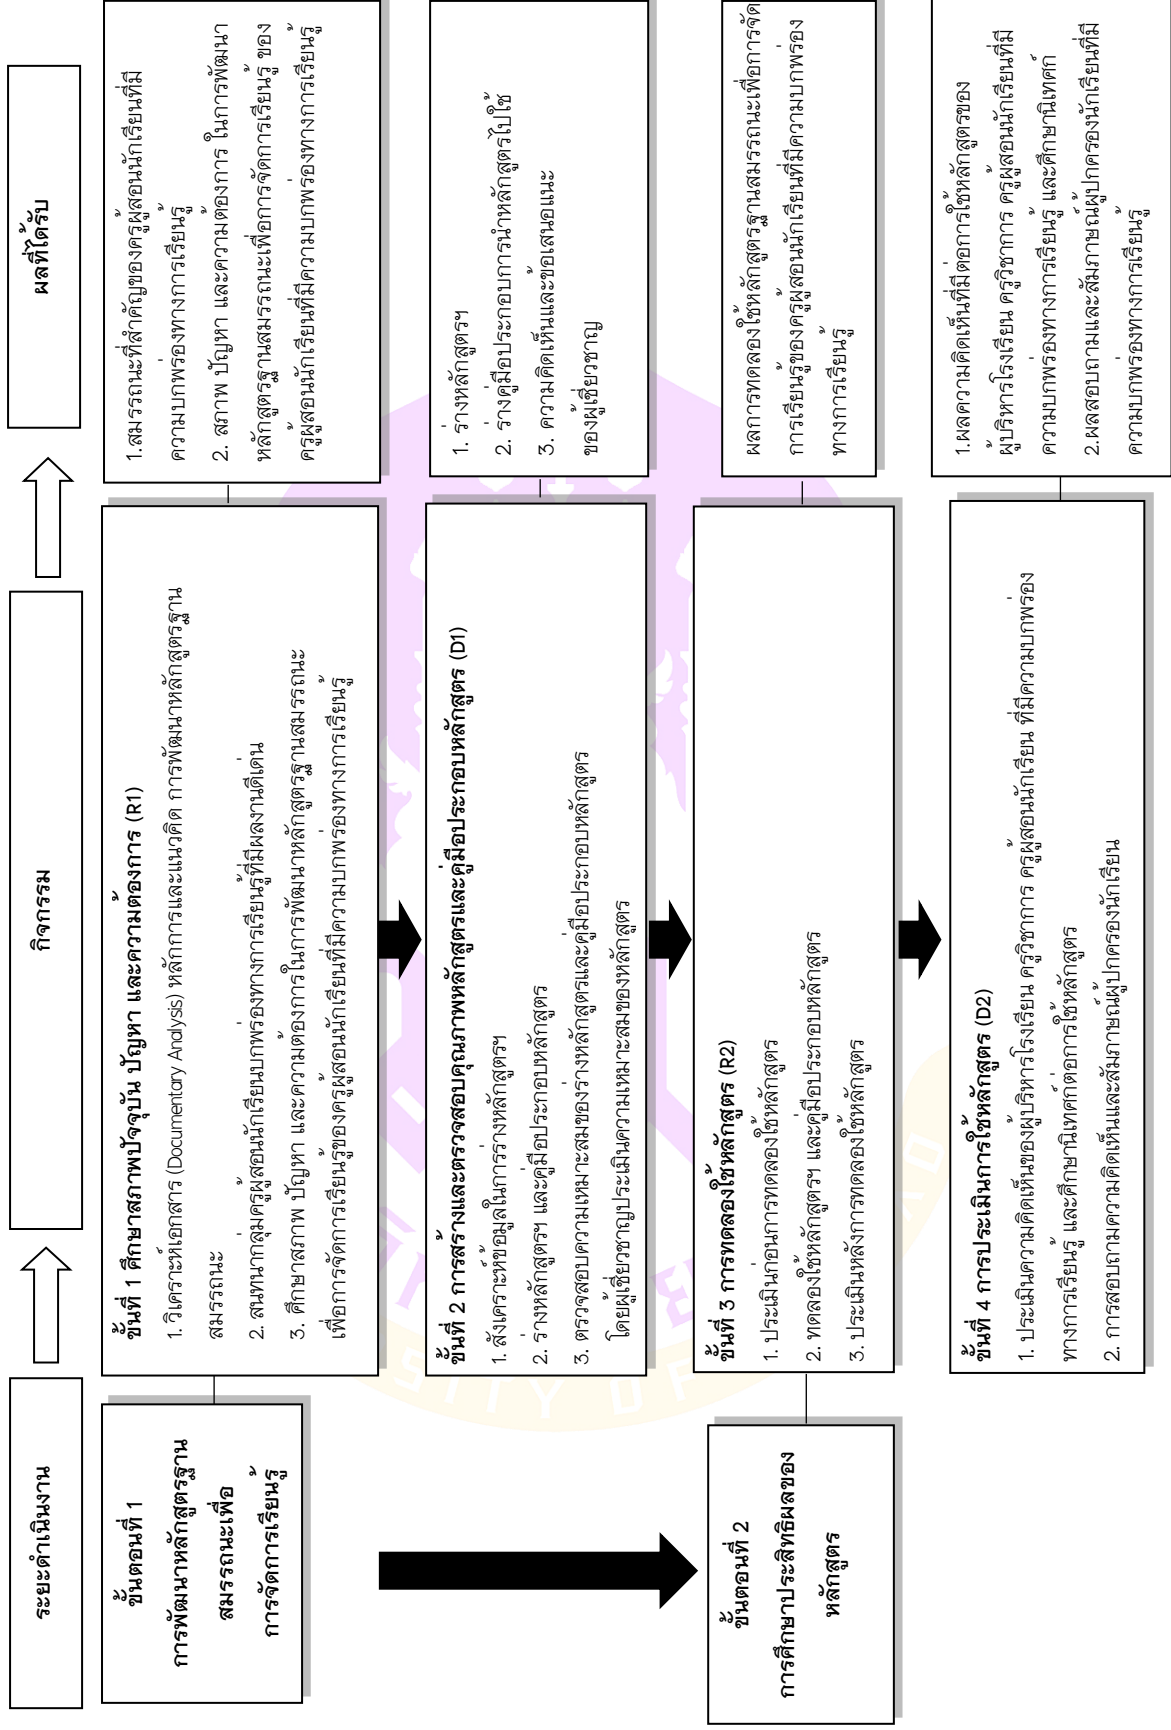 ระยะดำเนินงาน
กิจกรรม
ผลที่ได้รับ
ขั้นตอนที่ 1
การพัฒนาหลักสูตรฐาน
สมรรถนะเพื่อ
การจัดการเรียนรู้
ขั้นที่ 1 ศึกษาสภาพปัจจุบัน ปัญหา และความต้องการ (R1)
1. วิเคราะห์เอกสาร (Documentary Analysis) หลักการและแนวคิด การพัฒนาหลักสูตรฐาน
สมรรถนะ
2. สนทนากลุ่มครูผู้สอนนักเรียนบกพร่องทางการเรียนรู้ที่มีผลงานดีเด่น
3. ศึกษาสภาพ ปัญหา และความต้องการในการพัฒนาหลักสูตรฐานสมรรถนะ
เพื่อการจัดการเรียนรู้ของครูผู้สอนนักเรียนที่มีความบกพร่องทางการเรียนรู้
1.สมรรถนะที่สำคัญของครูผู้สอนนักเรียนที่มี
ความบกพร่องทางการเรียนรู้
2. สภาพ ปัญหา และความต้องการ ในการพัฒนา
หลักสูตรฐานสมรรถนะเพื่อการจัดการเรียนรู้ ของ
ครูผู้สอนนักเรียนที่มีความบกพร่องทางการเรียนรู้
ขั้นที่ 2 การสร้างและตรวจสอบคุณภาพหลักสูตรและคู่มือประกอบหลักสูตร (D1)
1. สังเคราะห์ข้อมูลในการร่างหลักสูตรฯ
2. ร่างหลักสูตรฯ และคู่มือประกอบหลักสูตร
3. ตรวจสอบความเหมาะสมของร่างหลักสูตรและคู่มือประกอบหลักสูตร
โดยผู้เชี่ยวชาญประเมินความเหมาะสมของหลักสูตร
1. ร่างหลักสูตรฯ
2. ร่างคู่มือประกอบการนำหลักสูตรไปใช้
3. ความคิดเห็นและข้อเสนอแนะ
ของผู้เชี่ยวชาญ
ขั้นตอนที่ 2
การศึกษาประสิทธิผลของ
หลักสูตร
ขั้นที่ 3 การทดลองใช้หลักสูตร (R2)
1. ประเมินก่อนการทดลองใช้หลักสูตร
2. ทดลองใช้หลักสูตรฯ และคู่มือประกอบหลักสูตร
3. ประเมินหลังการทดลองใช้หลักสูตร
ผลการทดลองใช้หลักสูตรฐานสมรรถนะเพื่อการจัด
การเรียนรู้ของครูผู้สอนนักเรียนที่มีความบกพร่อง
ทางการเรียนรู้
ขั้นที่ 4 การประเมินการใช้หลักสูตร (D2)
1. ประเมินความคิดเห็นของผู้บริหารโรงเรียน ครูวิชาการ ครูผู้สอนนักเรียน ที่มีความบกพร่อง
ทางการเรียนรู้ และศึกษานิเทศก์ต่อการใช้หลักสูตร
2. การสอบถามความคิดเห็นและสัมภาษณ์ผู้ปกครองนักเรียน
1.ผลความคิดเห็นที่มีต่อการใช้หลักสูตรของ
ผู้บริหารโรงเรียน ครูวิชาการ ครูผู้สอนนักเรียนที่มี
ความบกพร่องทางการเรียนรู้ และศึกษานิเทศก์
2.ผลสอบถามและสัมภาษณ์ผู้ปกครองนักเรียนที่มี
ความบกพร่องทางการเรียนรู้